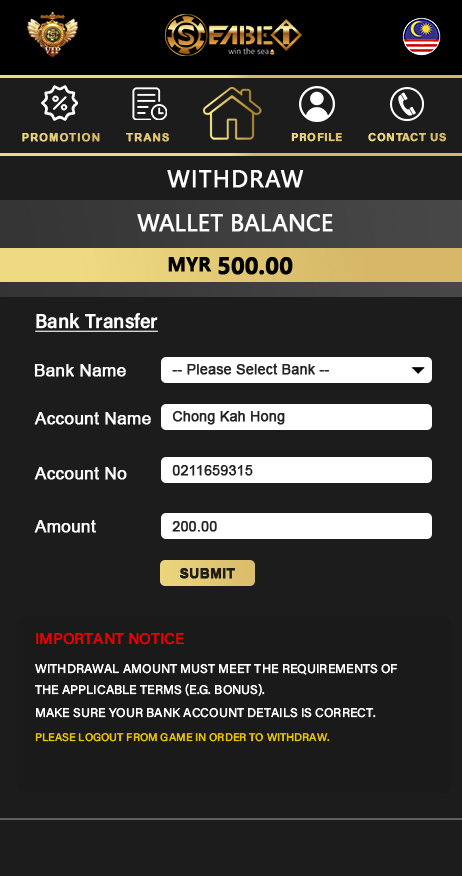 VIP
SEABET
win the sea
PROMOTION
TRANS
PROFILE
CONTACT US
WITHDRAW
WALLET BALANCE
MYR 500.00
Bank Transfer
Bank Name
-- Please Select Bank --
Account Name
Chong Kah Hong
Account No
0211659315
Amount
200.00
SUBMIT
IMPORTANT NOTICE
WITHDRAWAL AMOUNT MUST MEET THE REQUIREMENTS OF
THE APPLICABLE TERMS (E.G. BONUS).
MAKE SURE YOUR BANK ACCOUNT DETAILS IS CORRECT.
PLEASE LOGOUT FROM GAME IN ORDER TO WITHDRAW.